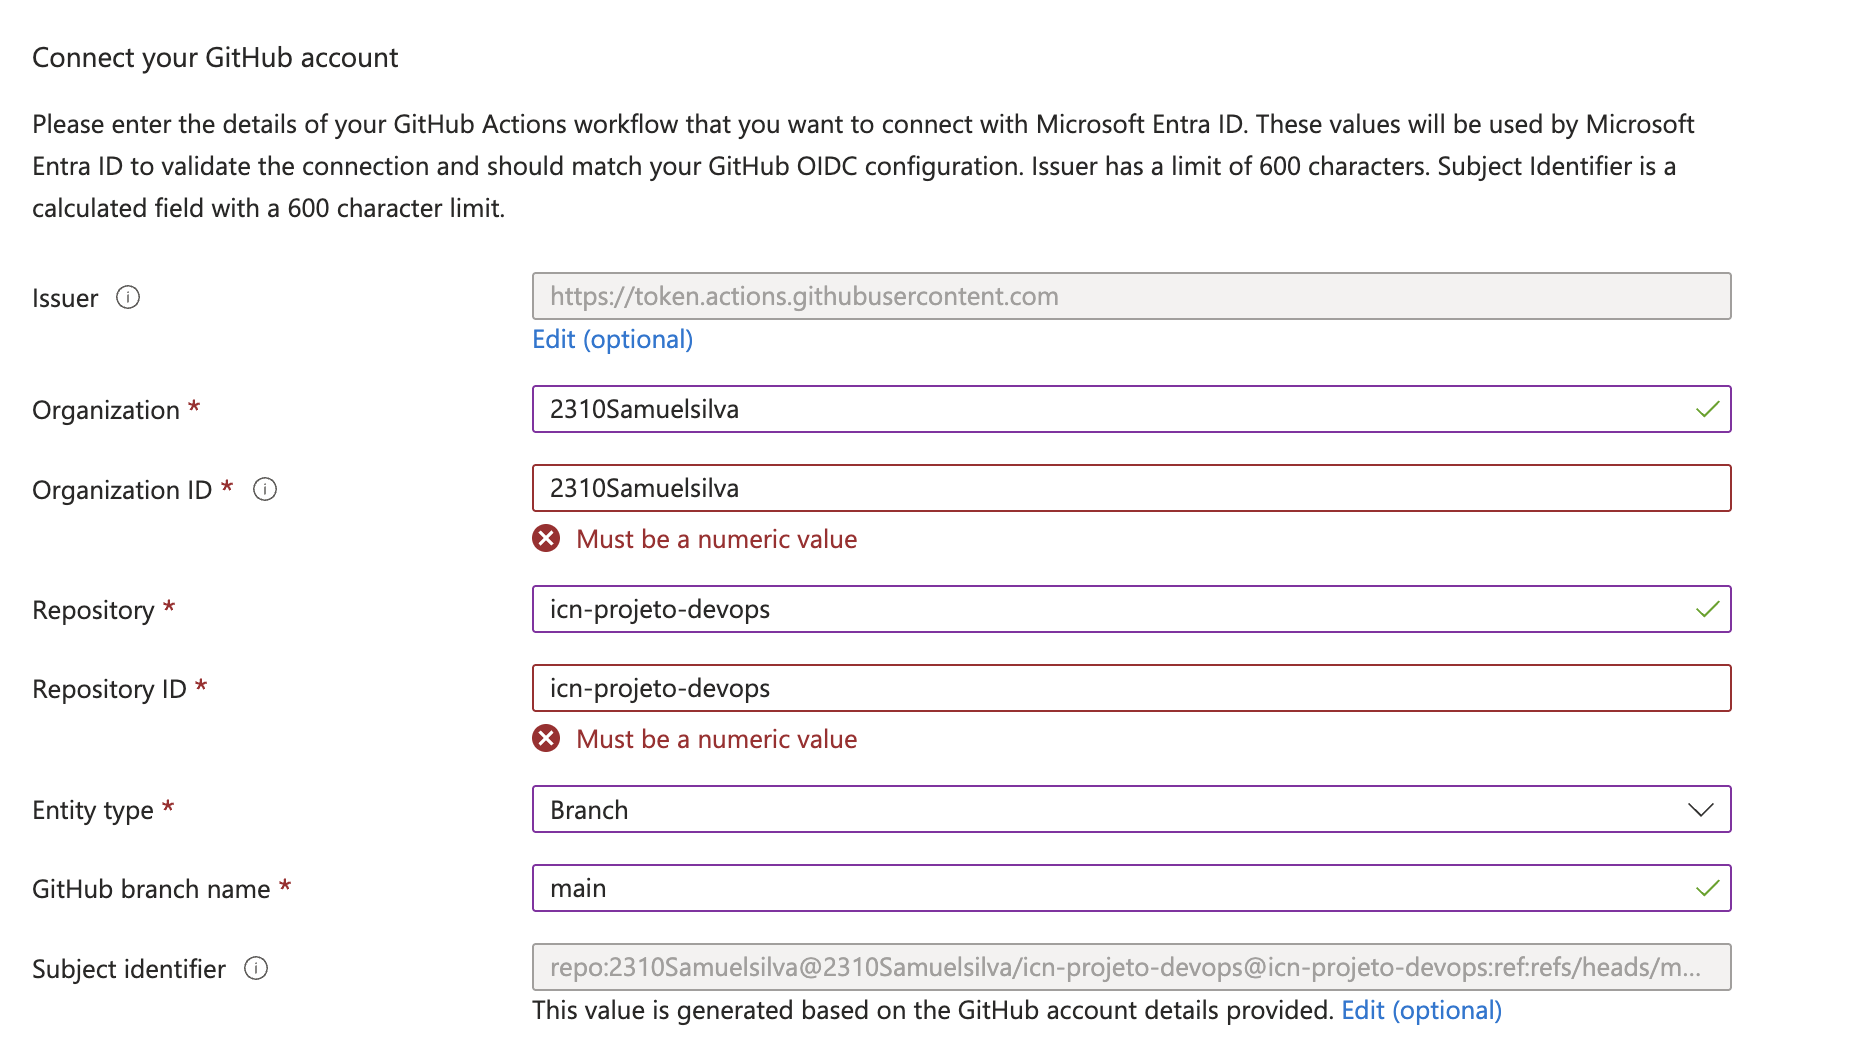 Connect your GitHub account
Please enter the details of your GitHub Actions workflow that you want to connect with Microsoft Entra ID. These values will be used by Microsoft
Entra ID to validate the connection and should match your GitHub OIDC configuration. Issuer has a limit of 600 characters. Subject Identifier is a
calculated field with a 600 character limit.
Issuer
https://token.actions.githubusercontent.com
Edit (optional)
Organization *
2310Samuelsilva
Organization ID *
2310Samuelsilva
Must be a numeric value
Repository *
icn-projeto-devops
Repository ID *
icn-projeto-devops
Must be a numeric value
Entity type *
Branch
GitHub branch name *
main
Subject identifier
repo:2310Samuelsilva@2310Samuelsilva/icn-projeto-devops@icn-projeto-devops:ref:refs/heads/m...
This value is generated based on the GitHub account details provided. Edit (optional)